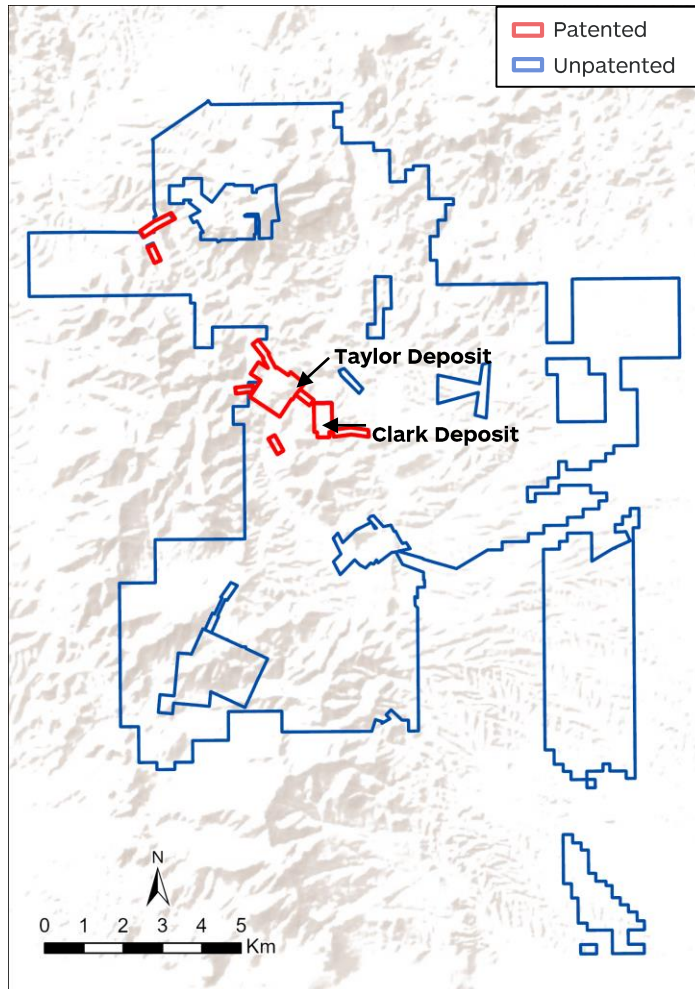 Patented
Unpatented
Taylor Deposit
Clark Deposit
N
0 1 2 3 4 5
Km